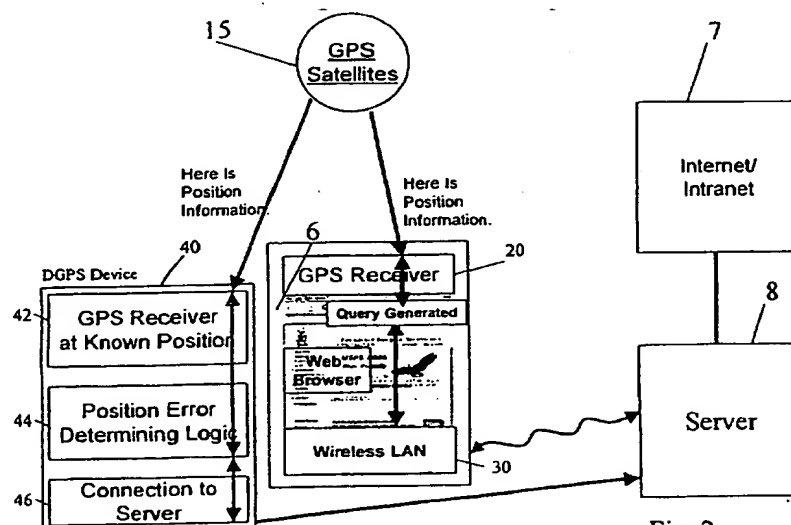 15
GPS
Satellites
7
Internet/
Intranet
Here Is
Position
Information.
Here Is
Position
Information.
6
40
DGPS Device
GPS Receiver
20
42
GPS Receiver
at Known Position
Query Generated
8
Web
Browser
44
Position Error
Determining Logic
Wireless LAN
30
Server
46
Connection to
Server